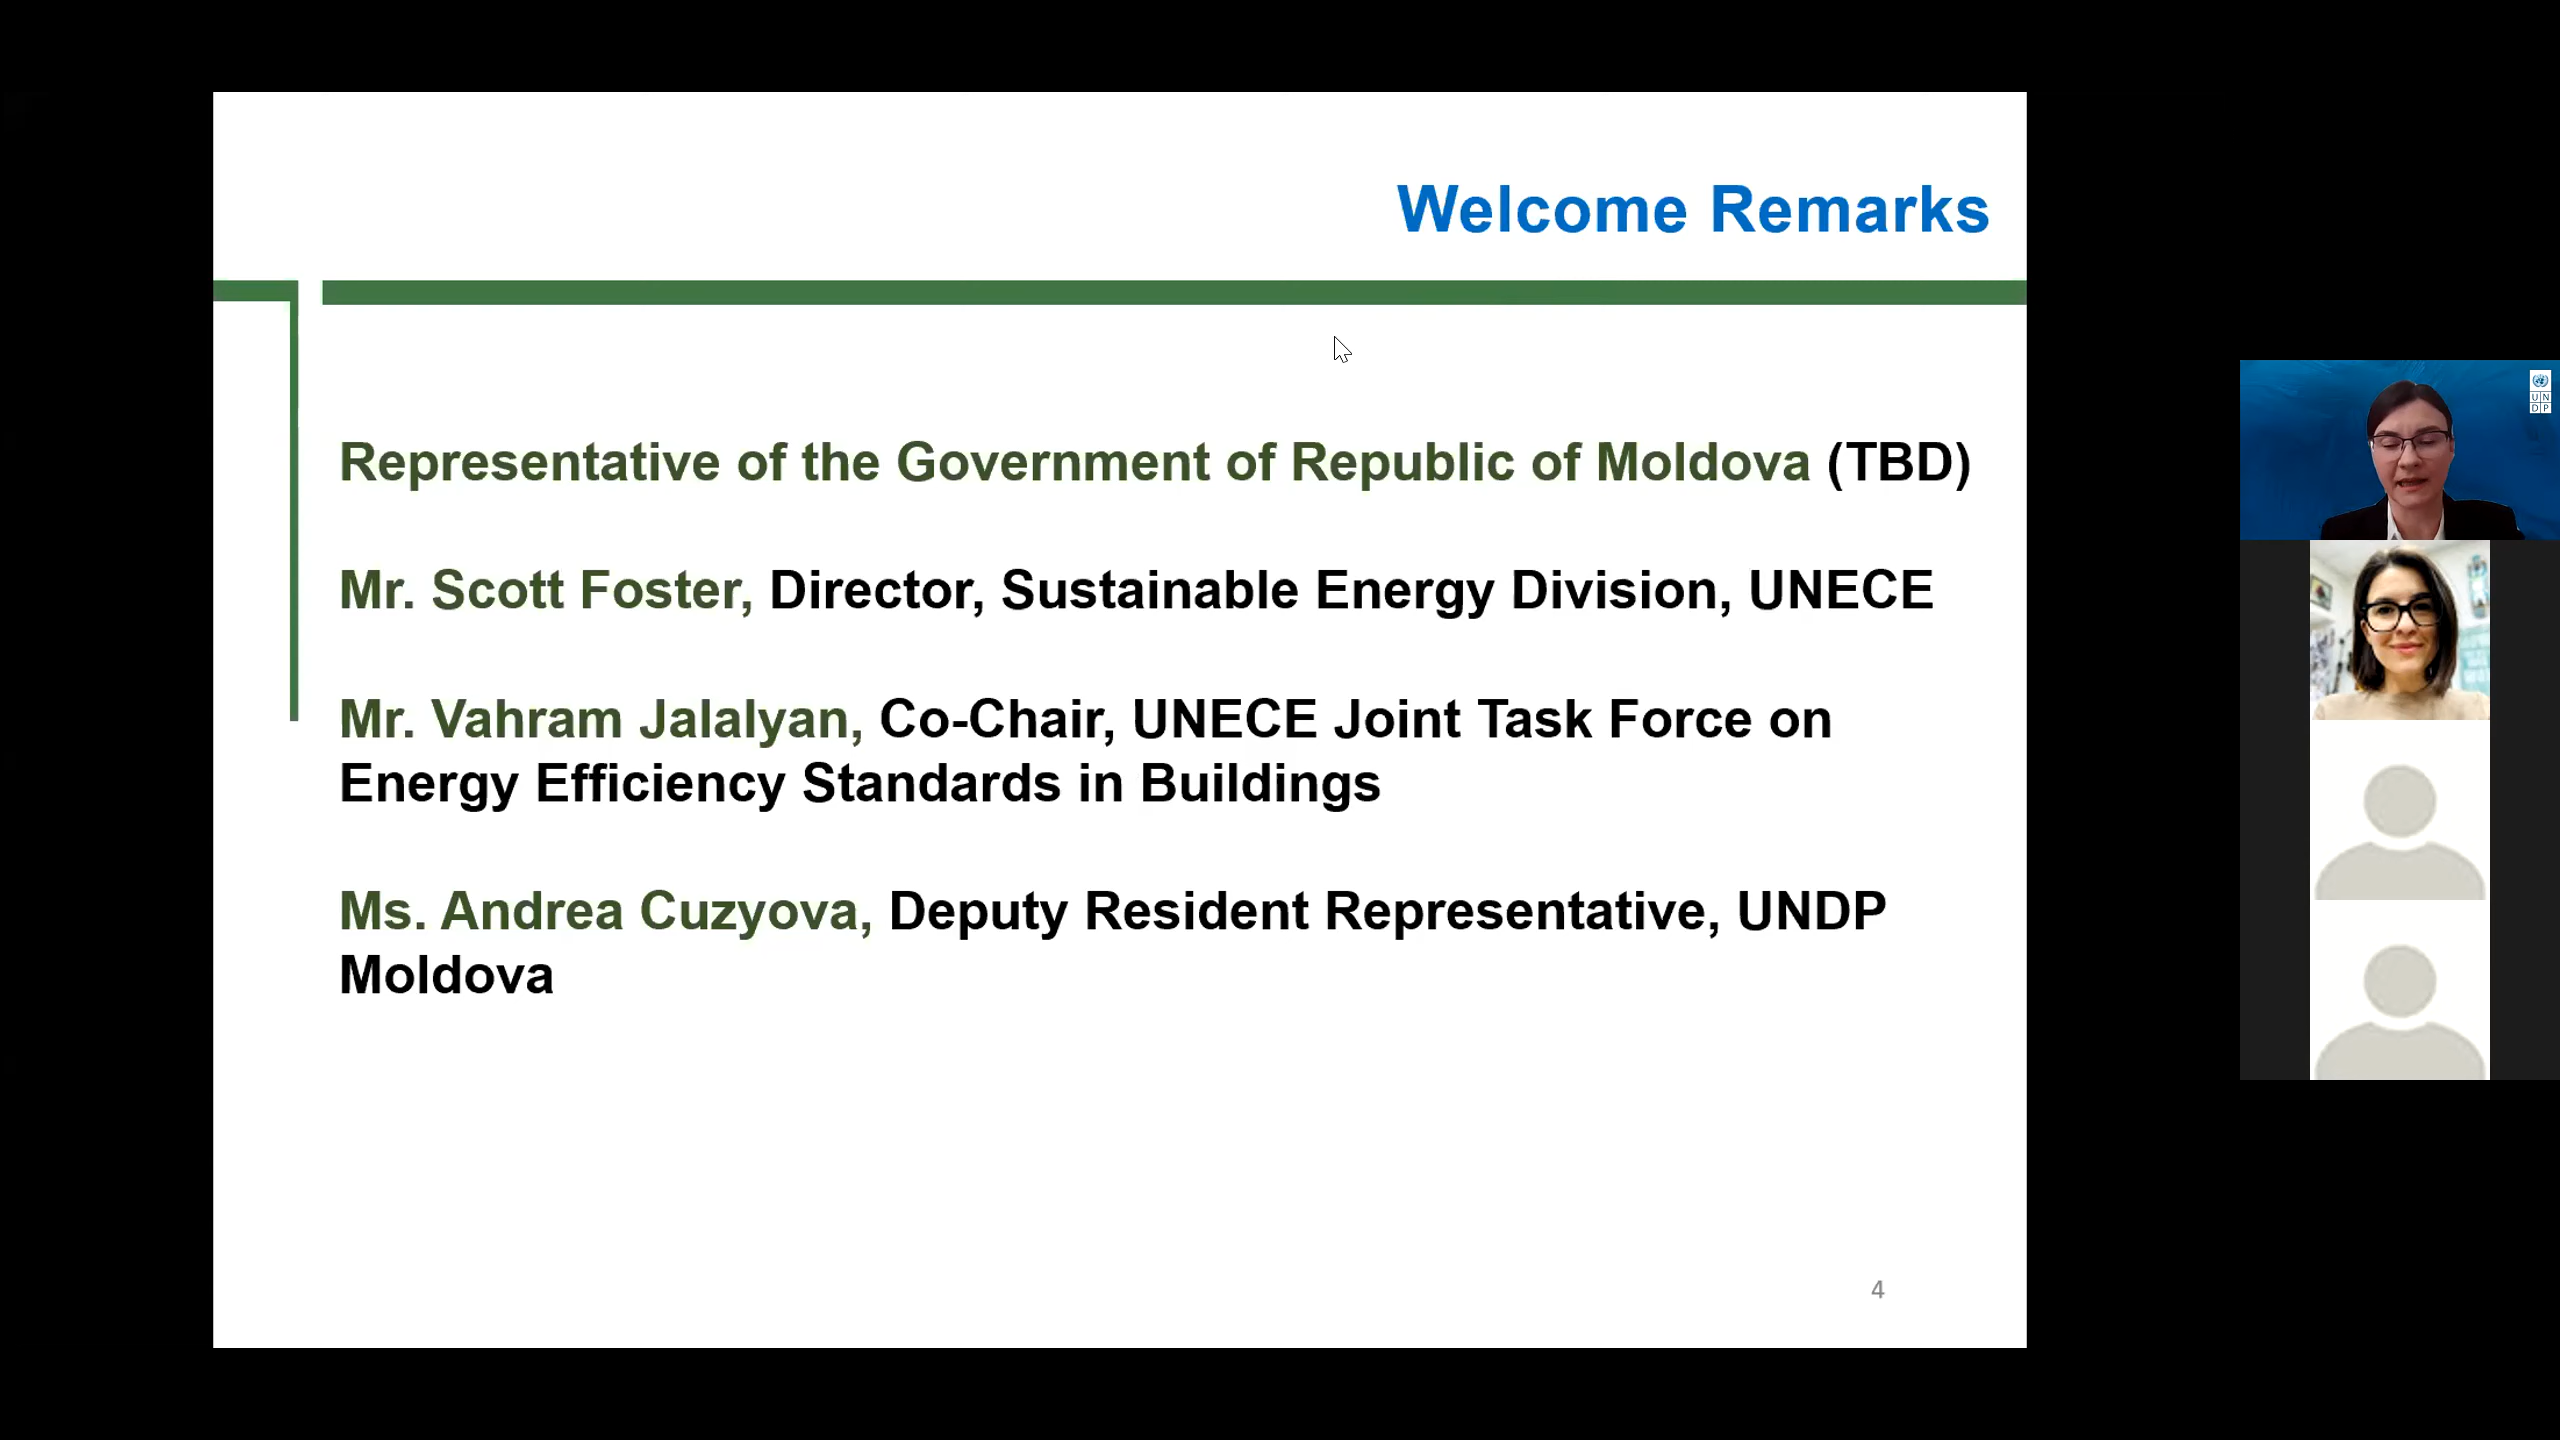 Welcome Remarks
Representative of the Government of Republic of Moldova (TBD)
Mr. Scott Foster, Director, Sustainable Energy Division, UNECE
Mr. Vahram Jalalyan, Co-Chair, UNECE Joint Task Force on
Energy Efficiency Standards in Buildings
Ms. Andrea Cuzyova, Deputy Resident Representative, UNDP
Moldova
4
U N
D P